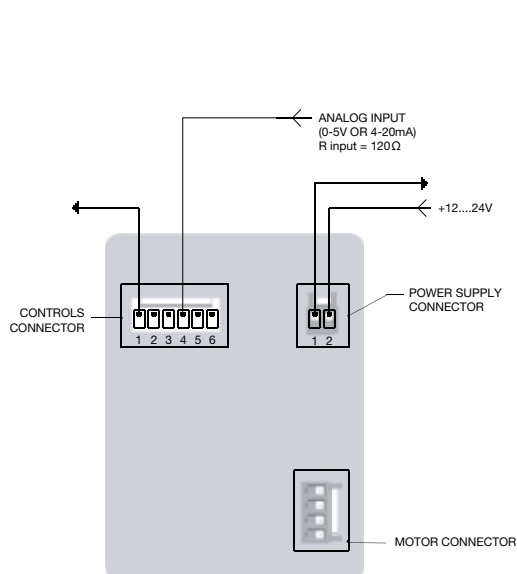 ANALOG INPUT
(0-5V OR 4-20mA)
R input = 120Ω
+12....24V
POWER SUPPLY
CONNECTOR
CONTROLS
CONNECTOR
1 2 3 4 5 6
1 2
MOTOR CONNECTOR